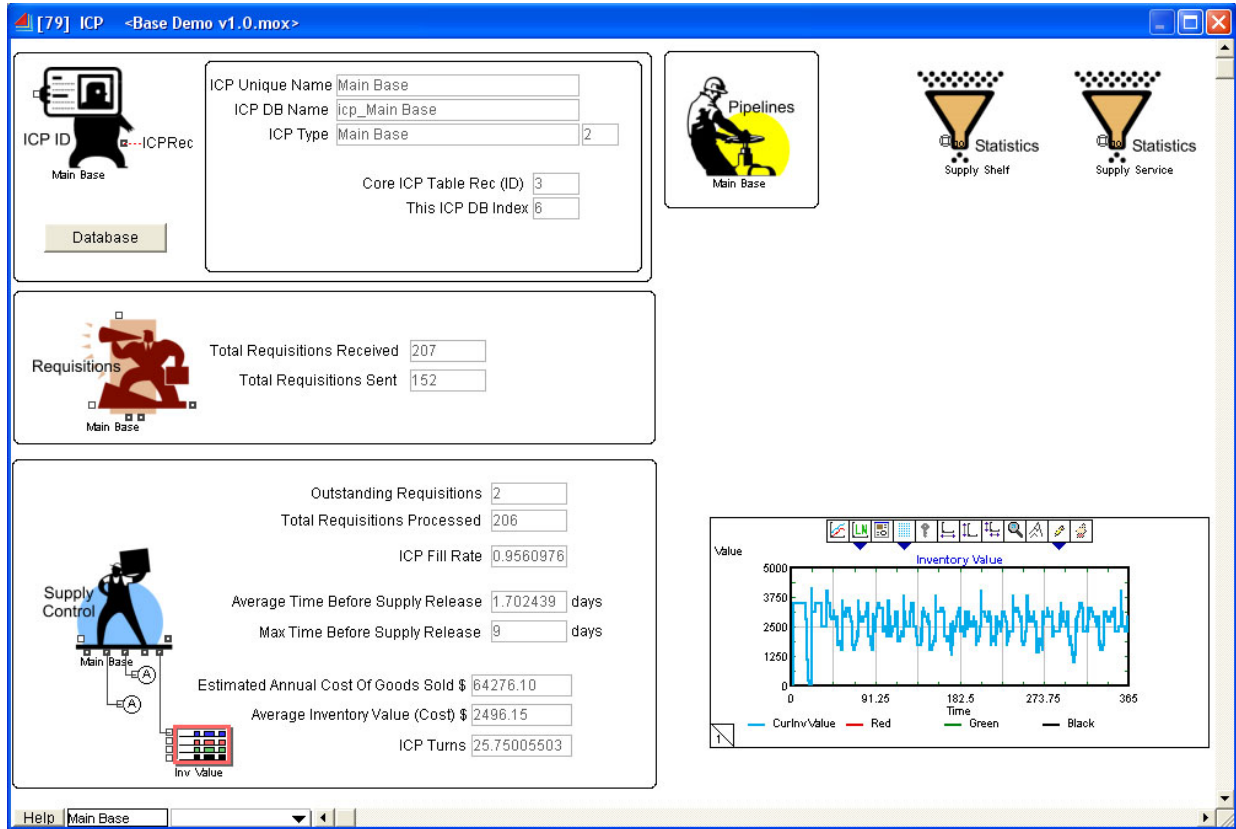 [79] ICP <Base Demo v1.0.mox>
ICP ID
ICPRec
Main Base
Database
ICP Unique Name Main Base
ICP DB Name icp_Main Base
ICP Type Main Base 2
Core ICP Table Rec (ID) 3
This ICP DB Index 6
Pipelines
Main Base
Statistics
Supply Shelf
Statistics
Supply Service
Requisitions
Main Base
Total Requisitions Received 207
Total Requisitions Sent 152
Supply
Control
Main Base
A
A
Inv Value
Outstanding Requisitions 2
Total Requisitions Processed 206
ICP Fill Rate 0.9560976
Average Time Before Supply Release 1.702439 days
Max Time Before Supply Release 9 days
Estimated Annual Cost Of Goods Sold $ 64276.10
Average Inventory Value (Cost) $ 2496.15
ICP Turns 25.75005503
Value
Inventory Value
5000
3750
2500
1250
0
0 91.25 182.5 273.75 365
Time
CurInvValue Red Green Black
1
Help Main Base